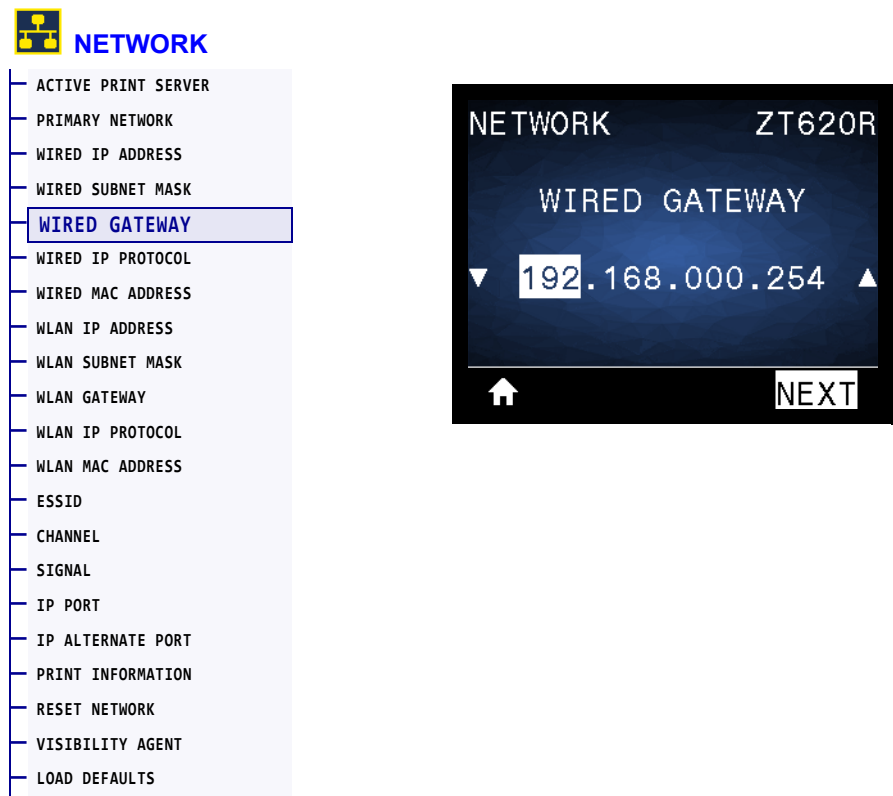 NETWORK
ACTIVE PRINT SERVER
PRIMARY NETWORK
WIRED IP ADDRESS
WIRED SUBNET MASK
WIRED GATEWAY
WIRED IP PROTOCOL
WIRED MAC ADDRESS
WLAN IP ADDRESS
WLAN SUBNET MASK
WLAN GATEWAY
WLAN IP PROTOCOL
WLAN MAC ADDRESS
ESSID
CHANNEL
SIGNAL
IP PORT
IP ALTERNATE PORT
PRINT INFORMATION
RESET NETWORK
VISIBILITY AGENT
LOAD DEFAULTS
NETWORK ZT620R
WIRED GATEWAY
192.168.000.254
NEXT